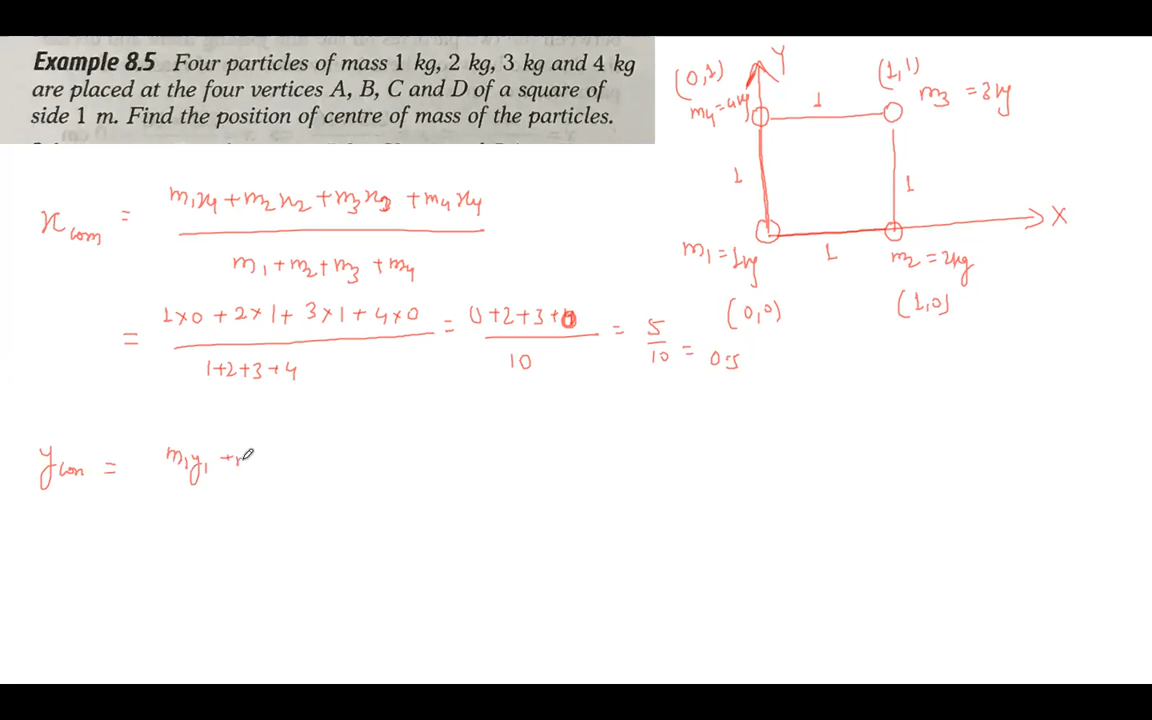 Example 8.5 Four particles of mass 1 kg, 2 kg, 3 kg and 4 kg
are placed at the four vertices A, B, C and D of a square of
side 1 m. Find the position of centre of mass of the particles.
Y
(0,1)
(1,1)
m4=4kg
1
m3 =3kg
1
1
X
m1=1kg
1
m2=2kg
(0,0)
(1,0)
xcom = m1x1+m2x2+m3x3+m4x4
m1+m2+m3+m4
= 1×0+2×1+3×1+4×0 = 0+2+3+0 = 5 = 0.5
1+2+3+4 10 10
ycom = m1y1 +